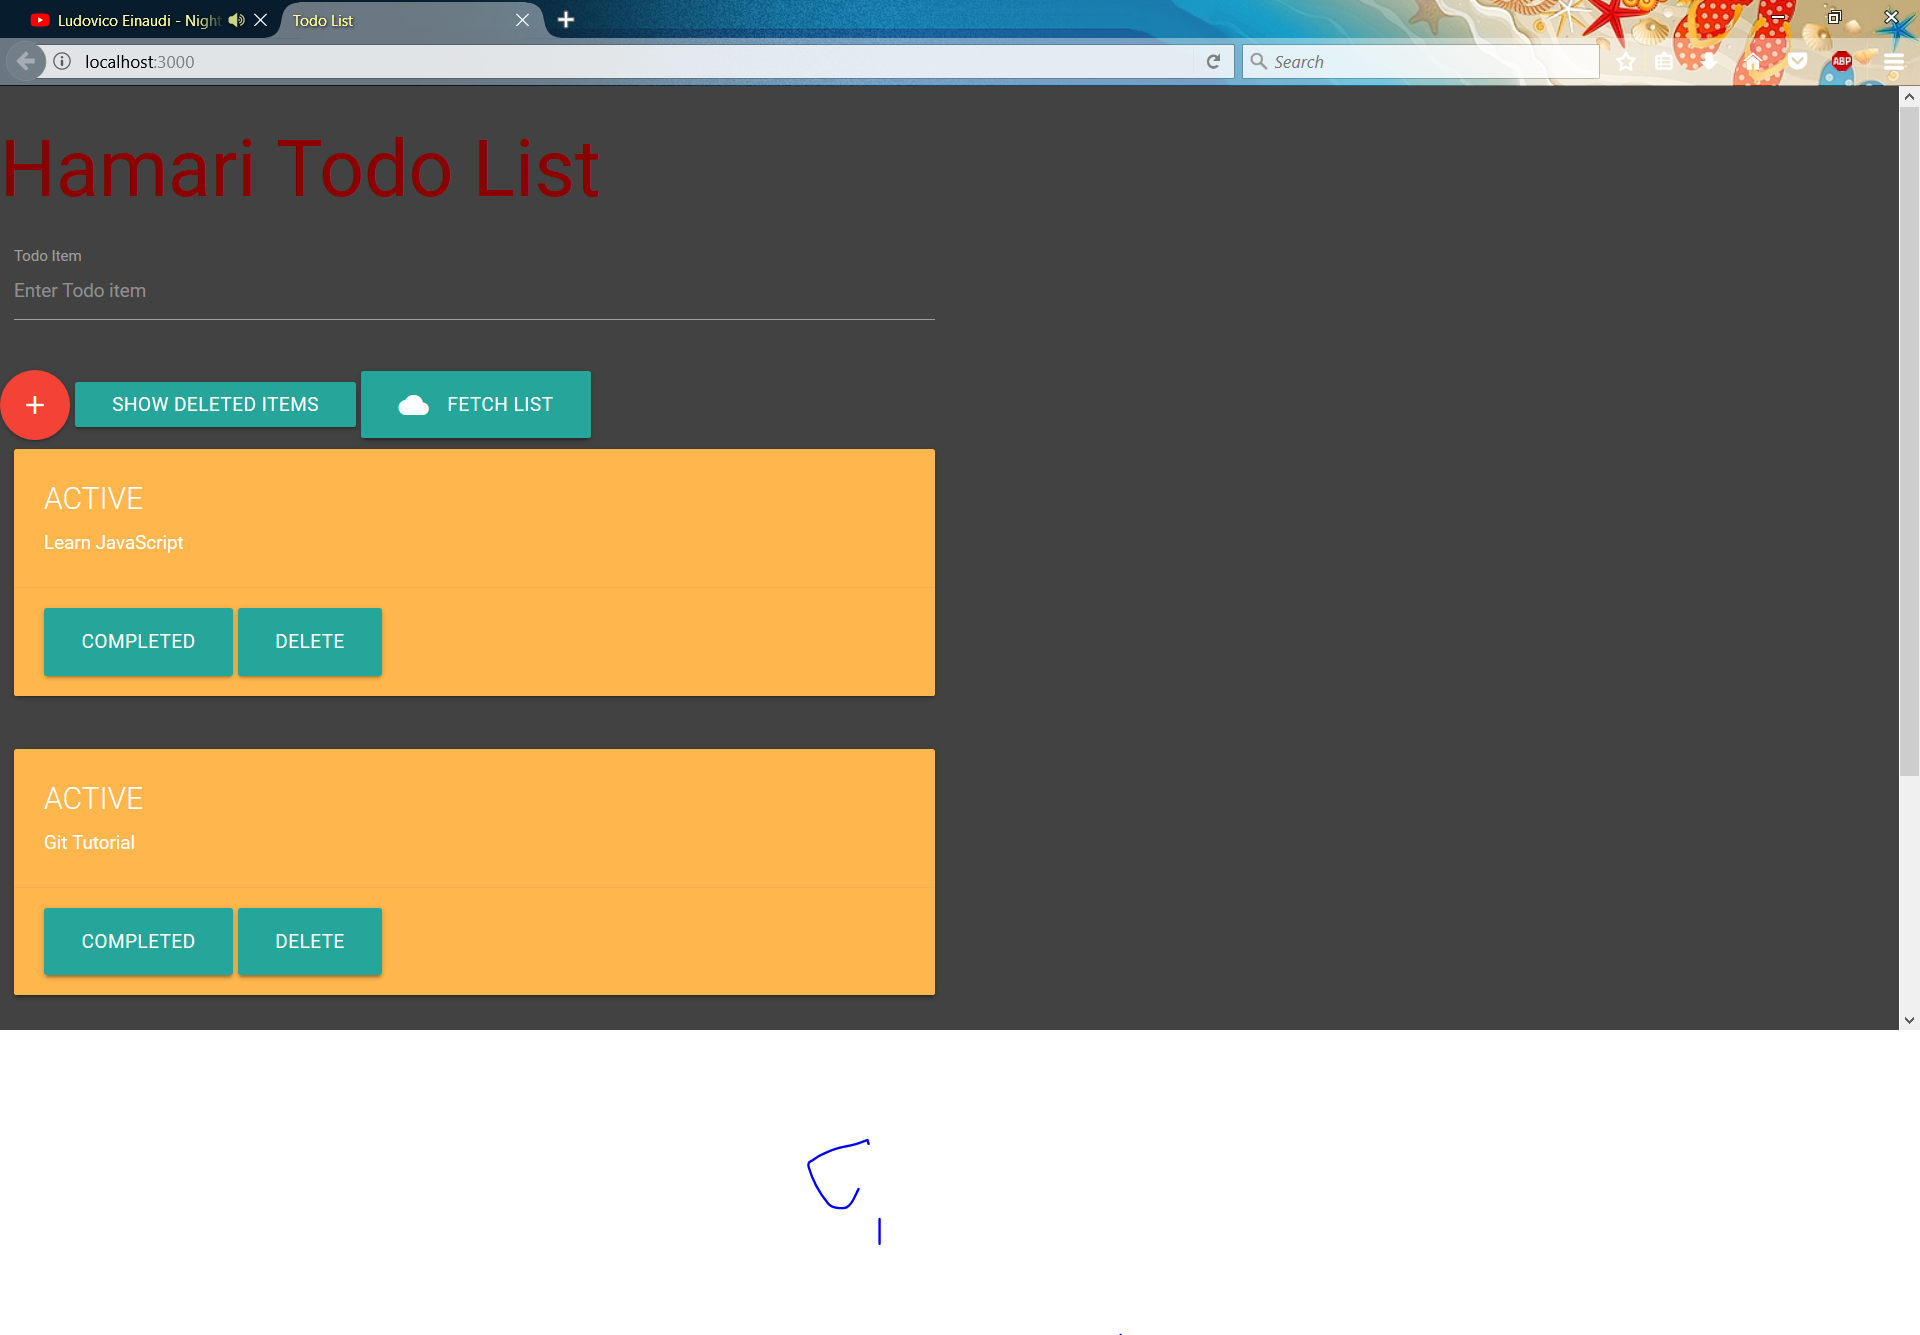 Ludovico Einaudi - Nigh
Todo List
localhost:3000
Search
ABP
Hamari Todo List
Todo Item
Enter Todo item
+ SHOW DELETED ITEMS FETCH LIST
ACTIVE
Learn JavaScript
COMPLETED DELETE
ACTIVE
Git Tutorial
COMPLETED DELETE